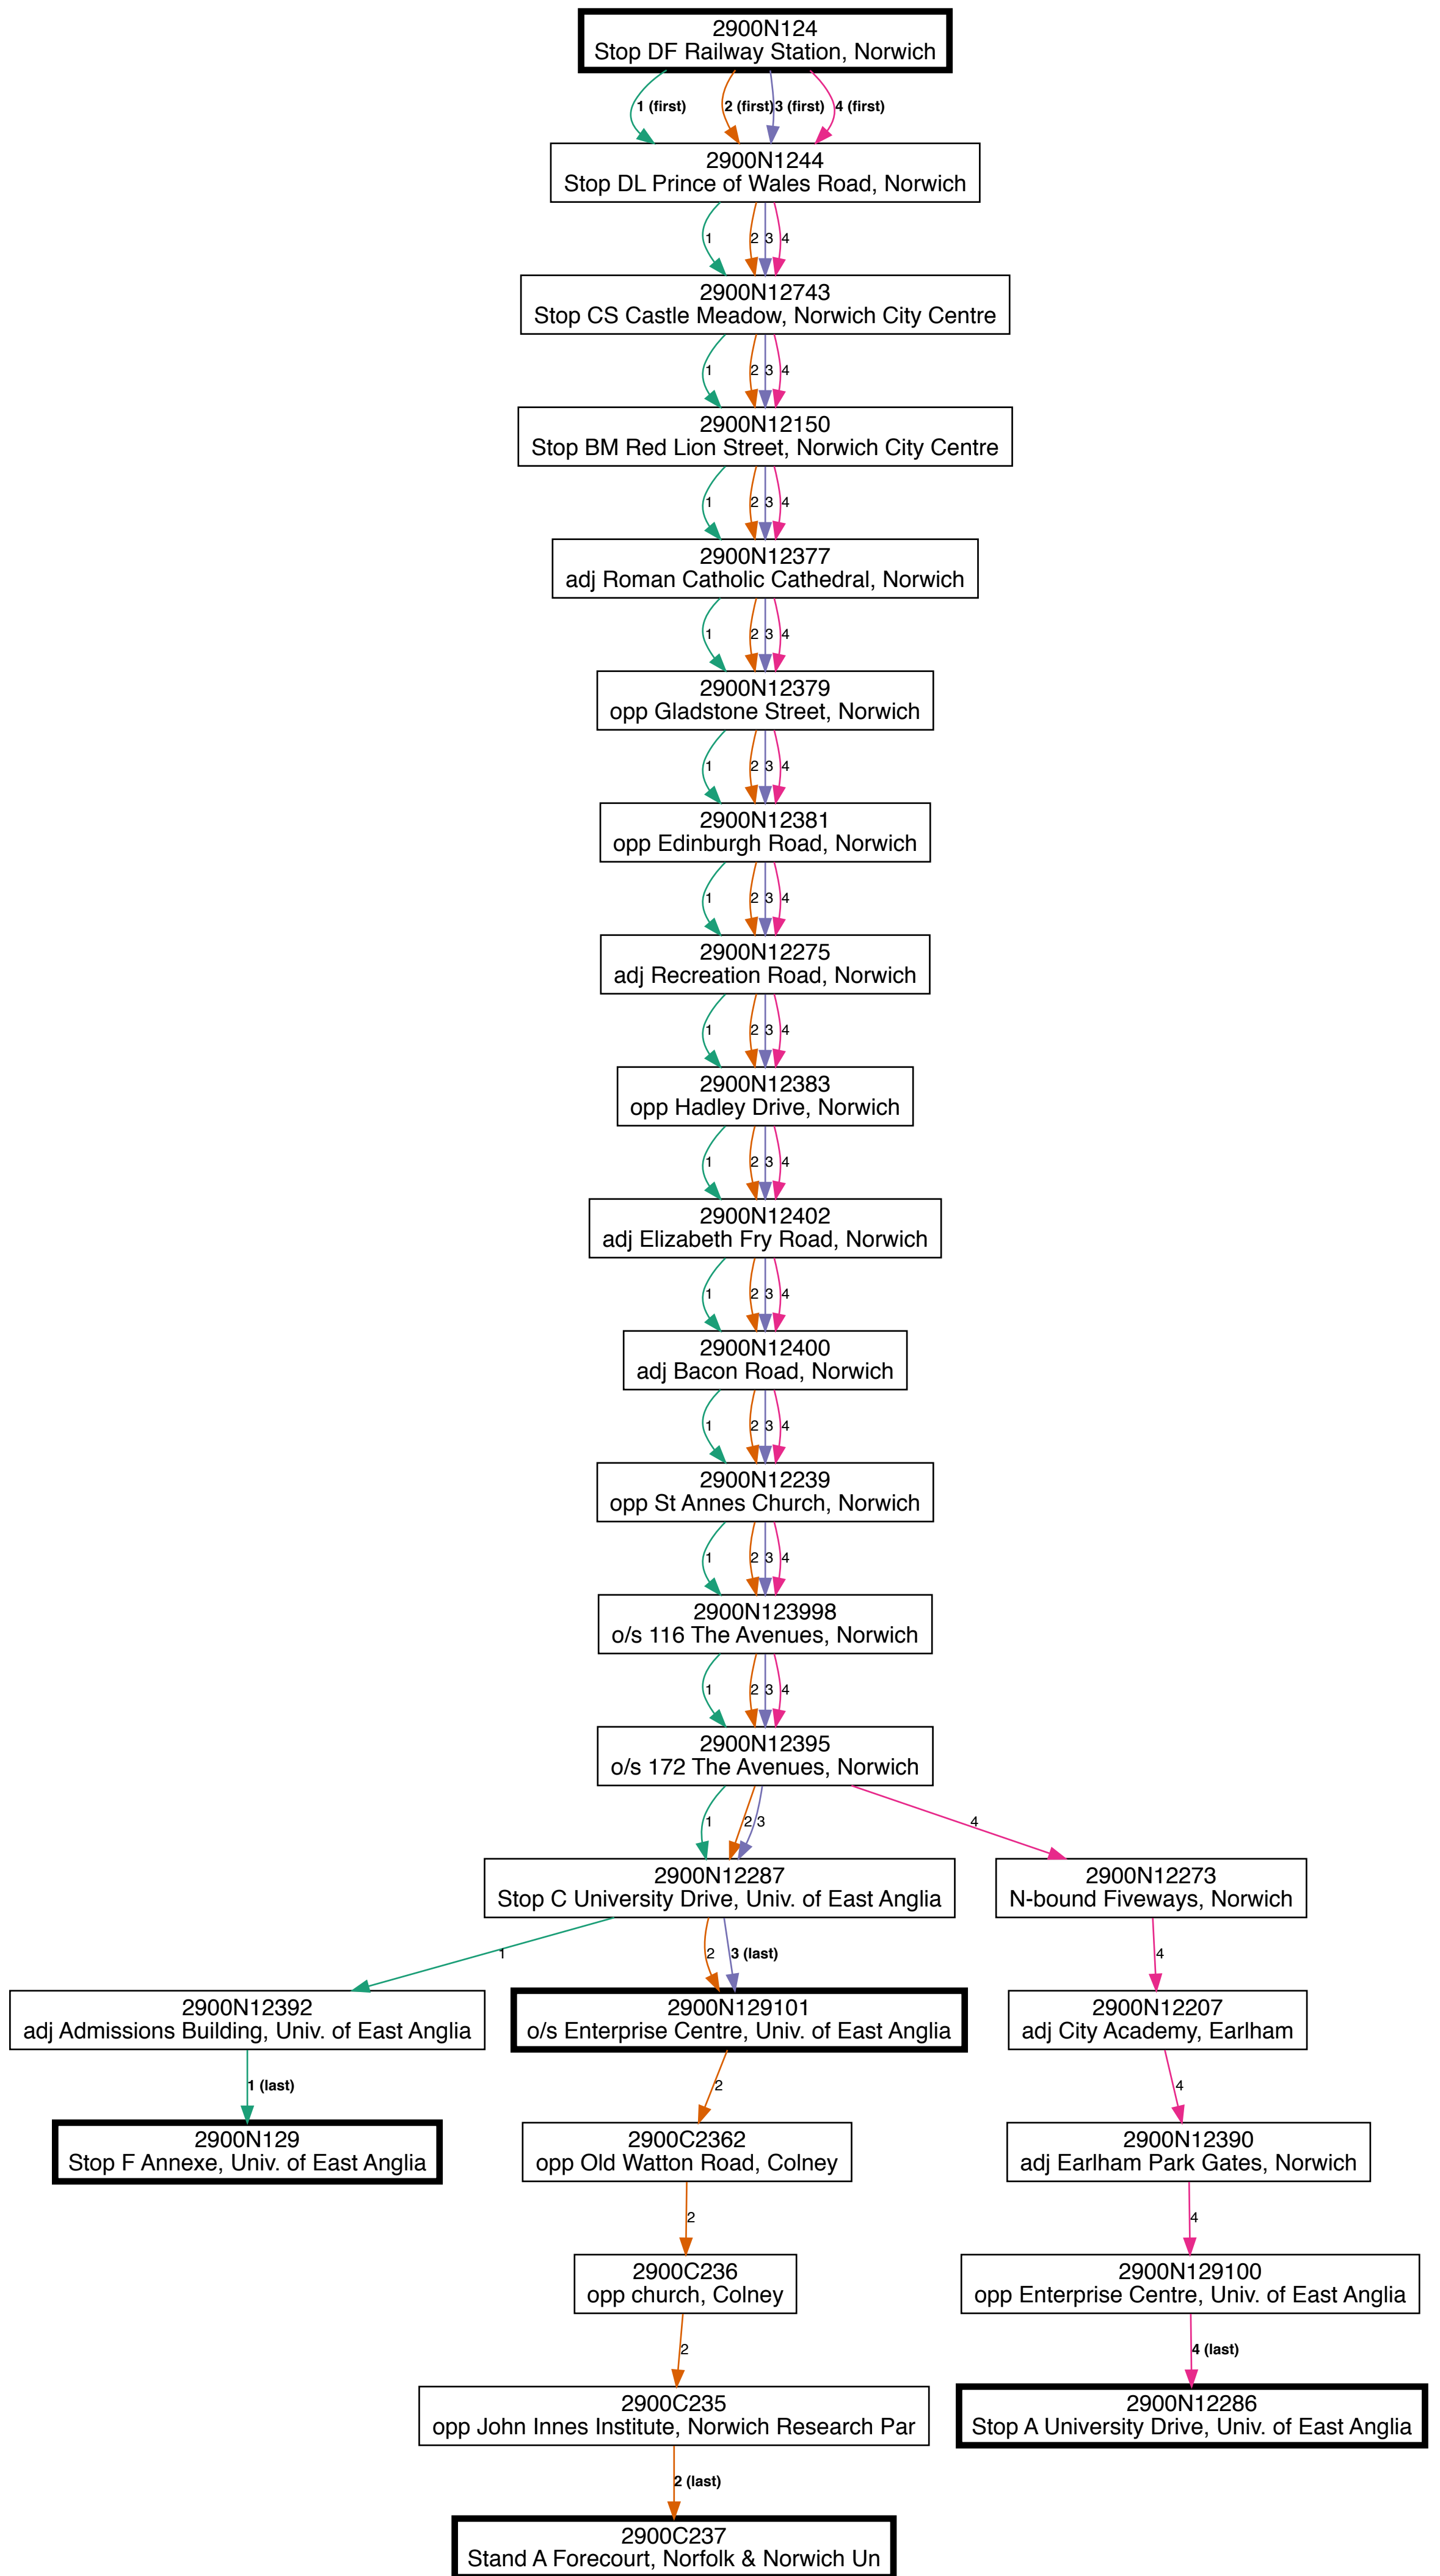 2900N124
Stop DF Railway Station, Norwich
1 (first)
2 (first)
3 (first)
4 (first)
2900N1244
Stop DL Prince of Wales Road, Norwich
1
2
3
4
2900N12743
Stop CS Castle Meadow, Norwich City Centre
1
2
3
4
2900N12150
Stop BM Red Lion Street, Norwich City Centre
1
2
3
4
2900N12377
adj Roman Catholic Cathedral, Norwich
1
2
3
4
2900N12379
opp Gladstone Street, Norwich
1
2
3
4
2900N12381
opp Edinburgh Road, Norwich
1
2
3
4
2900N12275
adj Recreation Road, Norwich
1
2
3
4
2900N12383
opp Hadley Drive, Norwich
1
2
3
4
2900N12402
adj Elizabeth Fry Road, Norwich
1
2
3
4
2900N12400
adj Bacon Road, Norwich
1
2
3
4
2900N12239
opp St Annes Church, Norwich
1
2
3
4
2900N123998
o/s 116 The Avenues, Norwich
1
2
3
4
2900N12395
o/s 172 The Avenues, Norwich
1
2
3
4
2900N12287
Stop C University Drive, Univ. of East Anglia
2900N12273
N-bound Fiveways, Norwich
1
2
3 (last)
4
2900N12392
adj Admissions Building, Univ. of East Anglia
2900N129101
o/s Enterprise Centre, Univ. of East Anglia
2900N12207
adj City Academy, Earlham
1 (last)
2
4
2900N129
Stop F Annexe, Univ. of East Anglia
2900C2362
opp Old Watton Road, Colney
2900N12390
adj Earlham Park Gates, Norwich
2
4
2900C236
opp church, Colney
2900N129100
opp Enterprise Centre, Univ. of East Anglia
2
4 (last)
2900C235
opp John Innes Institute, Norwich Research Par
2900N12286
Stop A University Drive, Univ. of East Anglia
2 (last)
2900C237
Stand A Forecourt, Norfolk & Norwich Un